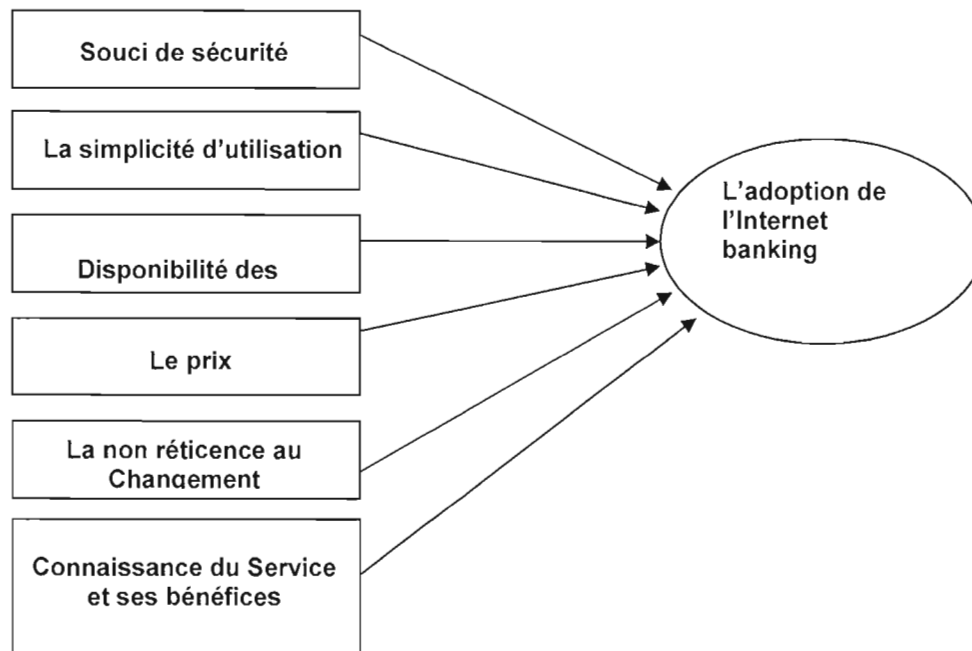 Souci de sécurité
La simplicité d'utilisation
Disponibilité des
Le prix
La non réticence au
Changement
Connaissance du Service
et ses bénéfices
L'adoption de
l'Internet
banking